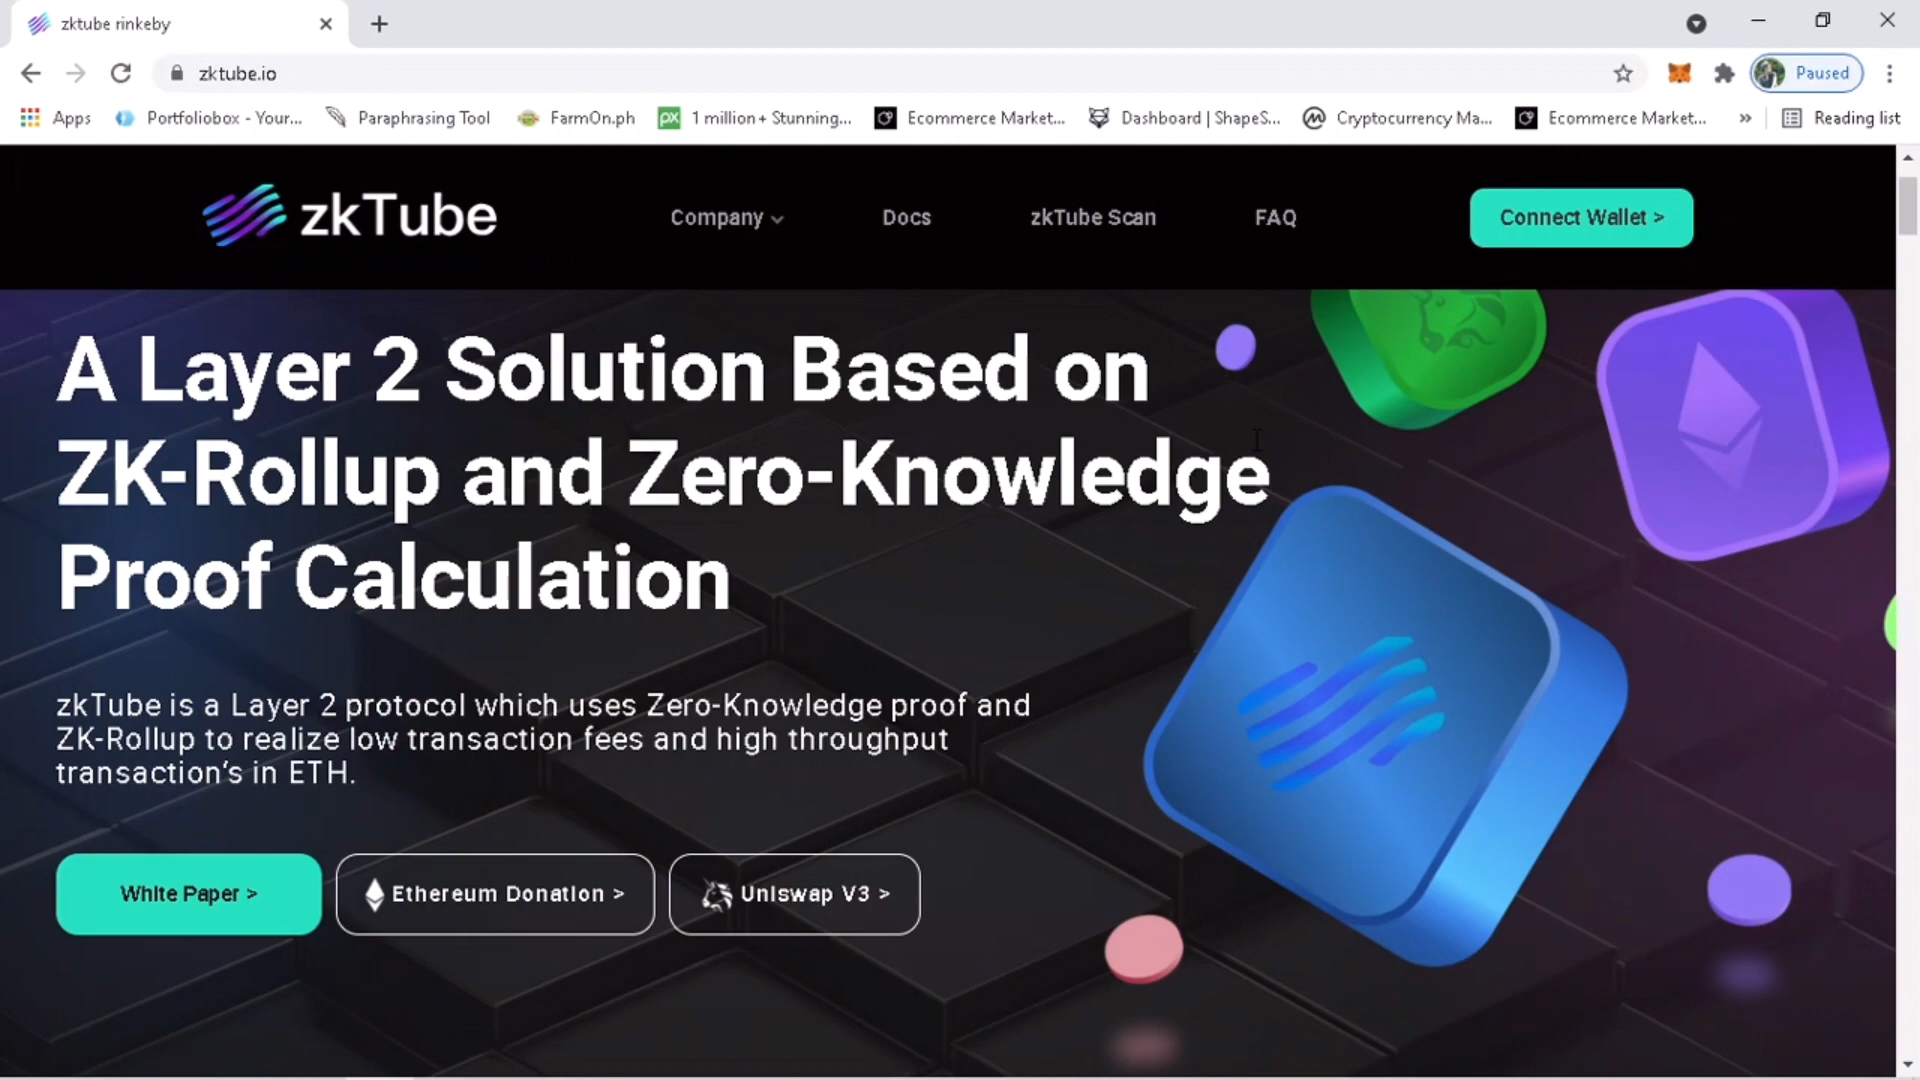 zktube rinkeby
zktube.io
Paused
Apps
Portfoliobox - Your...
Paraphrasing Tool
FarmOn.ph
px
1 million+ Stunning...
Ecommerce Market...
Dashboard | ShapeS...
Cryptocurrency Ma...
Ecommerce Market...
»
Reading list
zkTube
Company
Docs
zkTube Scan
FAQ
Connect Wallet >
A Layer 2 Solution Based on
ZK-Rollup and Zero-Knowledge
Proof Calculation
zkTube is a Layer 2 protocol which uses Zero-Knowledge proof and
ZK-Rollup to realize low transaction fees and high throughput
transaction's in ETH.
White Paper >
Ethereum Donation >
Uniswap V3 >